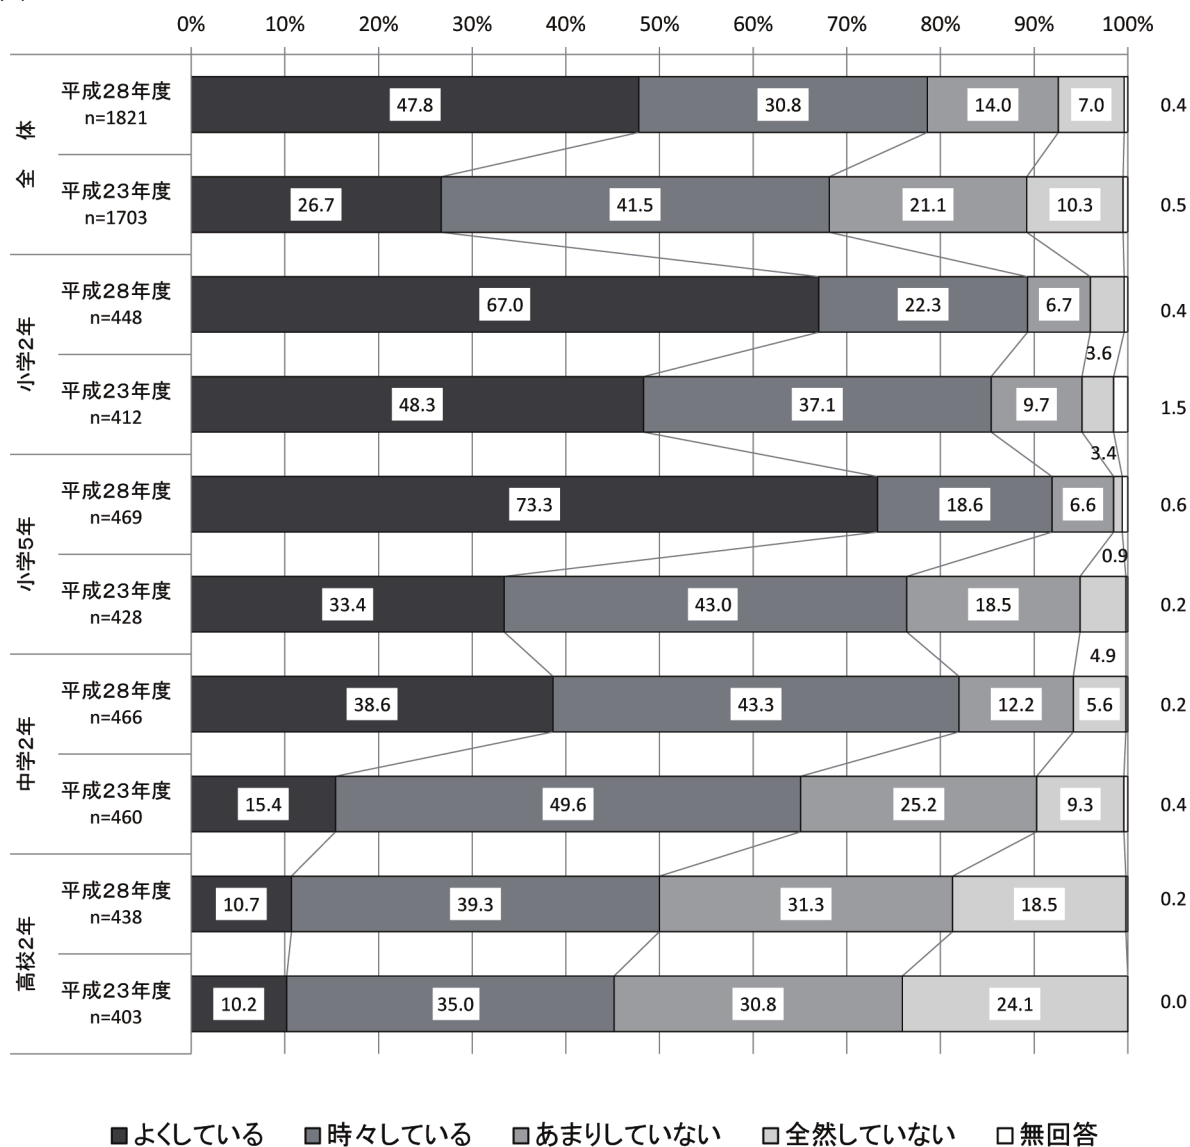 0% 10% 20% 30% 40% 50% 60% 70% 80% 90% 100%
全体
平成28年度
n=1821
47.8 30.8 14.0 7.0 0.4
平成23年度
n=1703
26.7 41.5 21.1 10.3 0.5
小学2年
平成28年度
n=448
67.0 22.3 6.7 0.4
3.6
平成23年度
n=412
48.3 37.1 9.7 1.5
3.4
小学5年
平成28年度
n=469
73.3 18.6 6.6 0.6
0.9
平成23年度
n=428
33.4 43.0 18.5 0.2
4.9
中学2年
平成28年度
n=466
38.6 43.3 12.2 5.6 0.2
平成23年度
n=460
15.4 49.6 25.2 9.3 0.4
高校2年
平成28年度
n=438
10.7 39.3 31.3 18.5 0.2
平成23年度
n=403
10.2 35.0 30.8 24.1 0.0
よくしている 時々している あまりしていない 全然していない 無回答